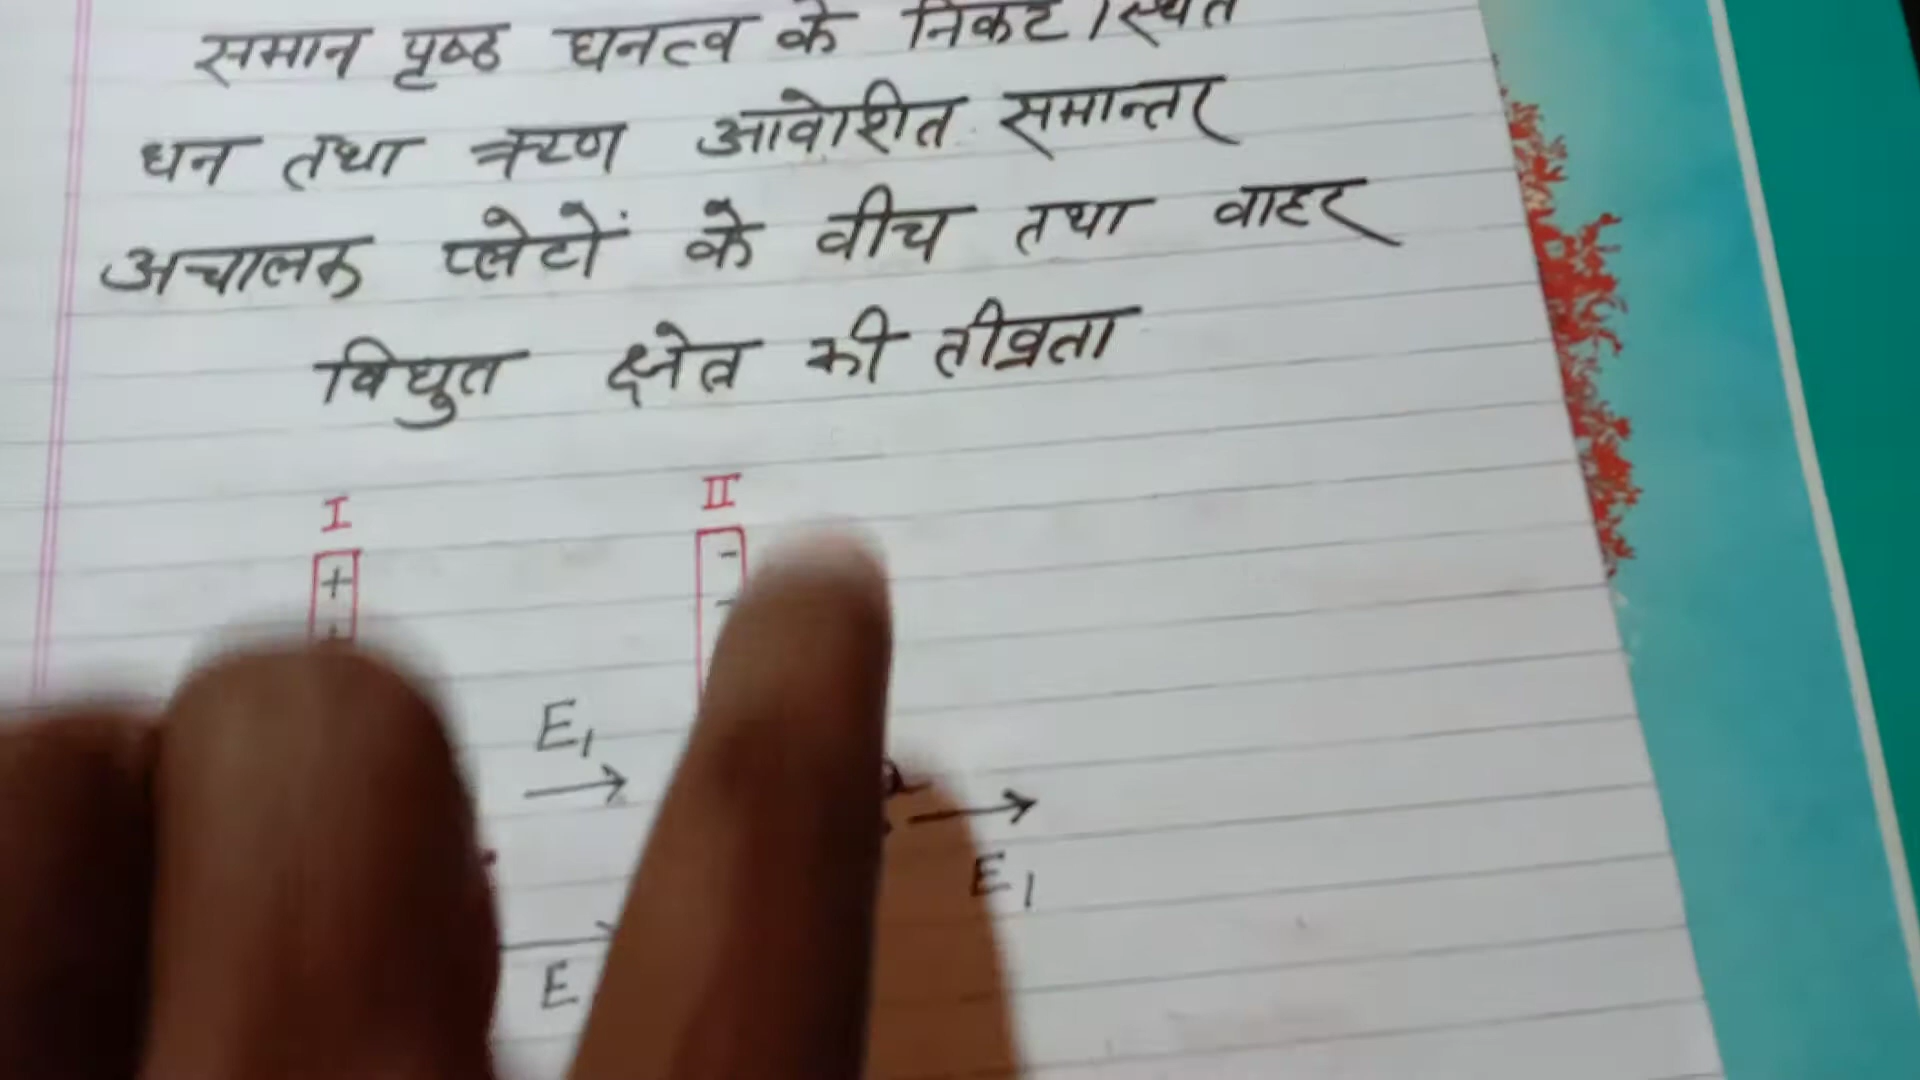 समान पृष्ठ घनत्व के निकट स्थित
धन तथा ऋण आवेशित समान्तर
अचालक प्लेटों के वीच तथा वाहर
विधुत क्षेत्र की तीव्रता
I
II
+
-
E1
E1
E